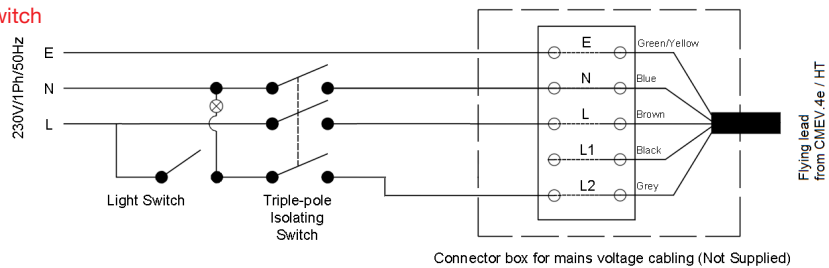 witch
230V/1Ph/50Hz
E
N
L
Light Switch
Triple-pole
Isolating
Switch
E
Green/Yellow
N
Blue
L
Brown
L1
Black
L2
Grey
Flying lead
from CMEV.4e / HT
Connector box for mains voltage cabling (Not Supplied)